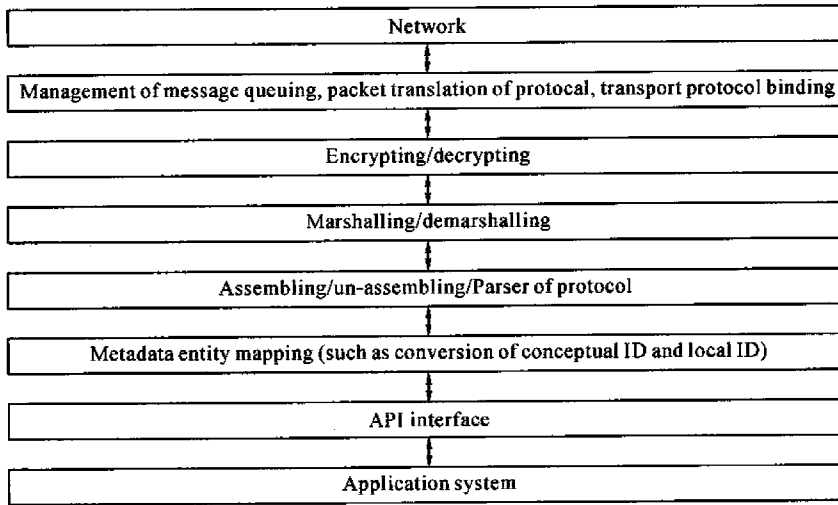 Network
Management of message queuing, packet translation of protocal, transport protocol binding
Encrypting/decrypting
Marshalling/demarshalling
Assembling/un-assembling/Parser of protocol
Metadata entity mapping (such as conversion of conceptual ID and local ID)
API interface
Application system